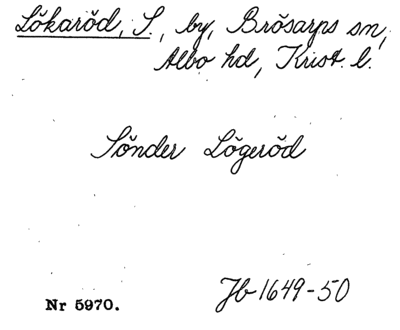 Lökaröd, S., by, Brösarps sn,
Albo hd, Krist. l.
Sönder Lögeröd
Jb 1649-50
Nr 5970.